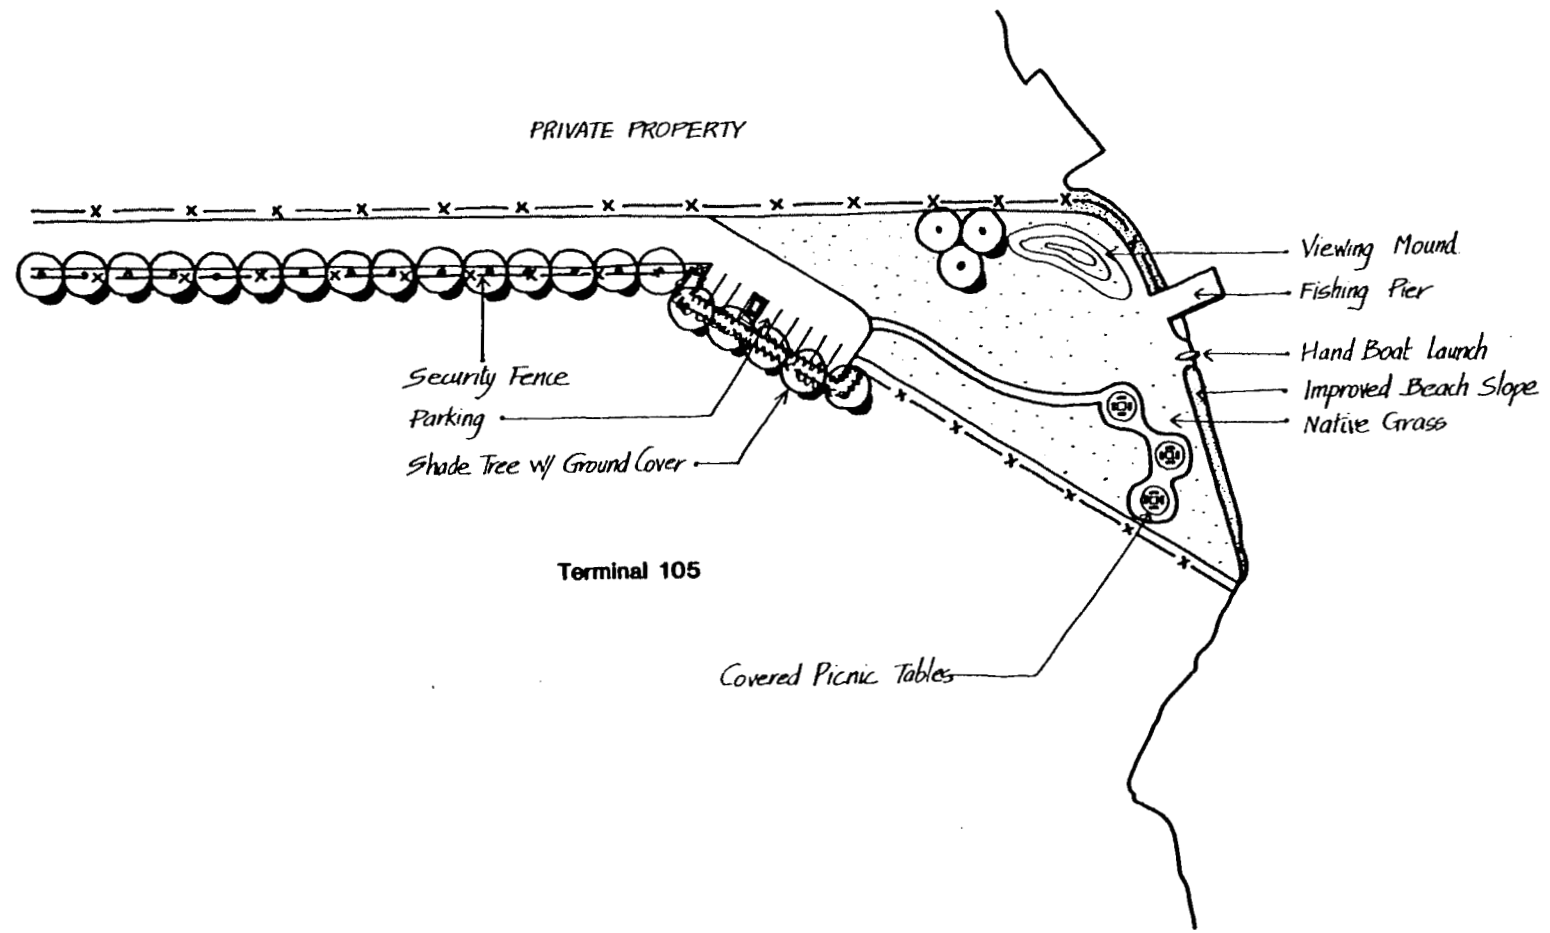 PRIVATE PROPERTY
Viewing Mound
Fishing Pier
Hand Boat Launch
Improved Beach Slope
Native Grass
Security Fence
Parking
Shade Tree w/ Ground Cover
Terminal 105
Covered Picnic Tables